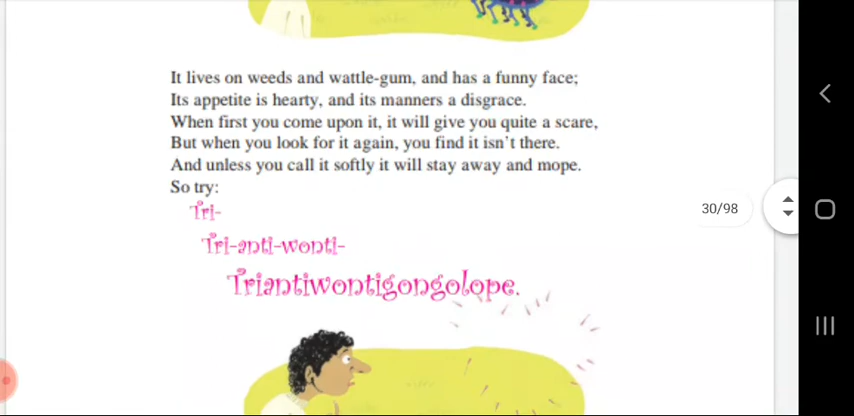 It lives on weeds and wattle-gum, and has a funny face;
Its appetite is hearty, and its manners a disgrace.
When first you come upon it, it will give you quite a scare,
But when you look for it again, you find it isn't there.
And unless you call it softly it will stay away and mope.
So try:
Tri-
Tri-anti-wonti-
Triantiwontigongolope.
30/98